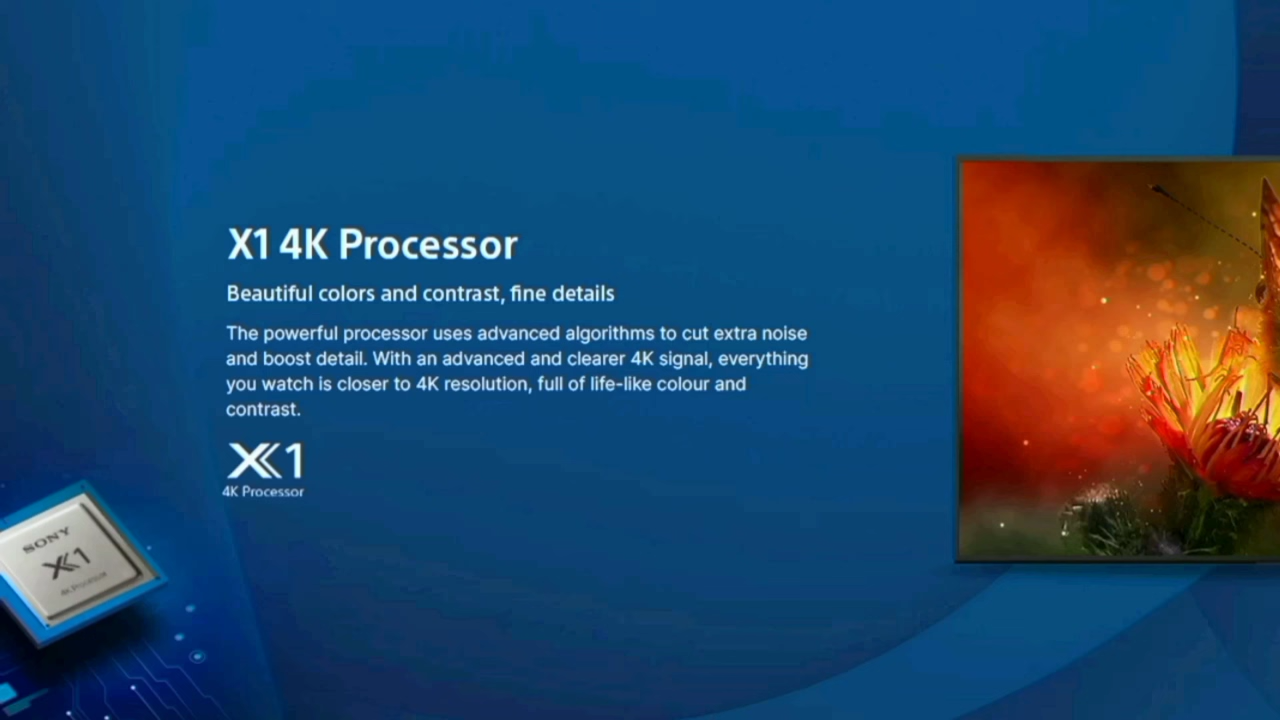 X1 4K Processor
Beautiful colors and contrast, fine details
The powerful processor uses advanced algorithms to cut extra noise
and boost detail. With an advanced and clearer 4K signal, everything
you watch is closer to 4K resolution, full of life-like colour and
contrast.
X1
4K Processor
SONY
X1
4K Processor